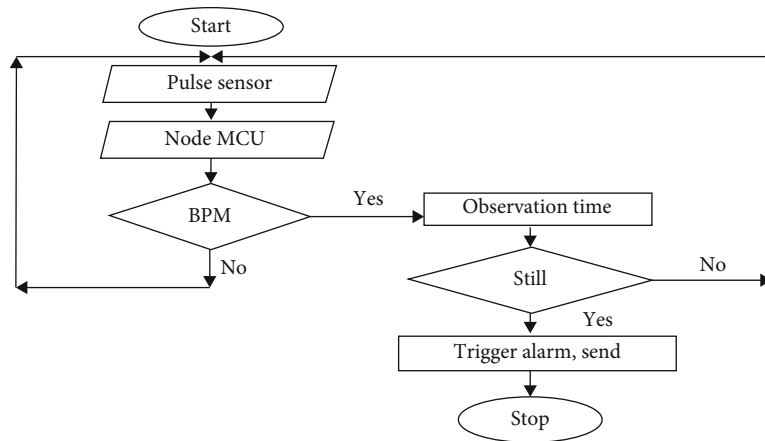 Start
Pulse sensor
Node MCU
BPM
Yes
Observation time
No
Still
No
Yes
Trigger alarm, send
Stop